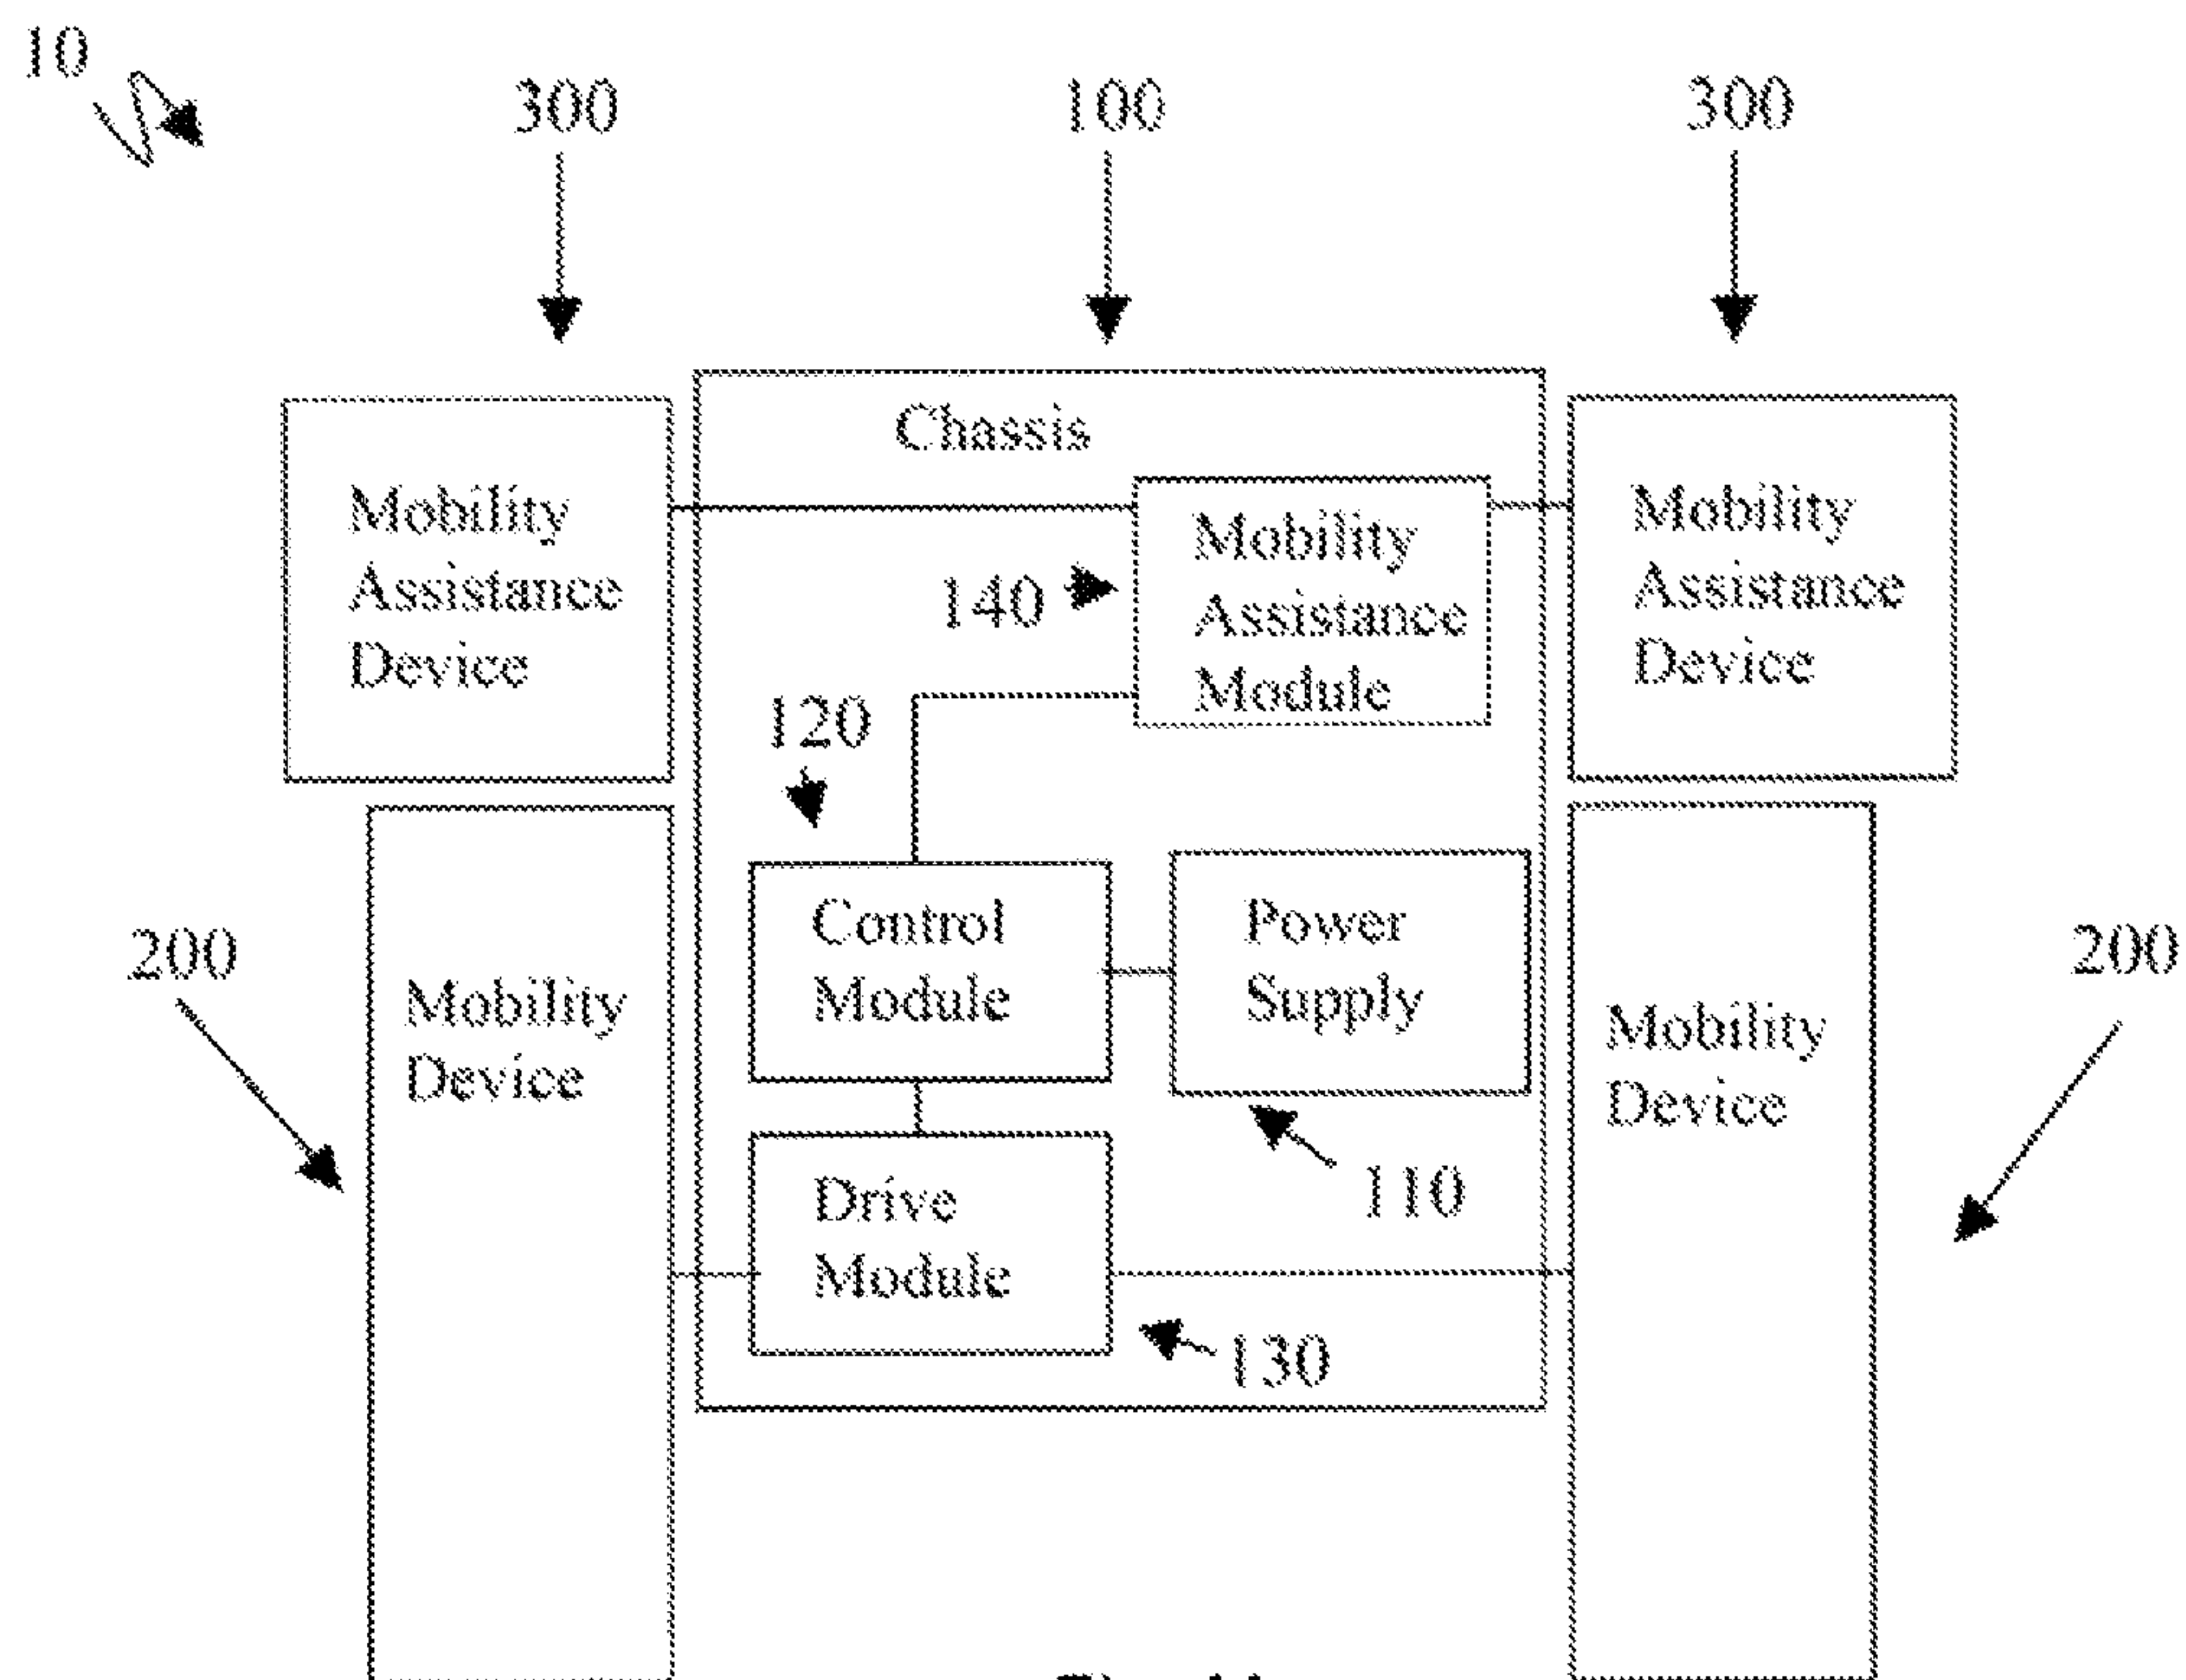 10
300
100
300
Chassis
Mobility
Assistance
Device
Mobility
Assistance
Module
Mobility
Assistance
Device
140
120
Control
Module
Power
Supply
200
200
Mobility
Device
Mobility
Device
110
Drive
Module
130